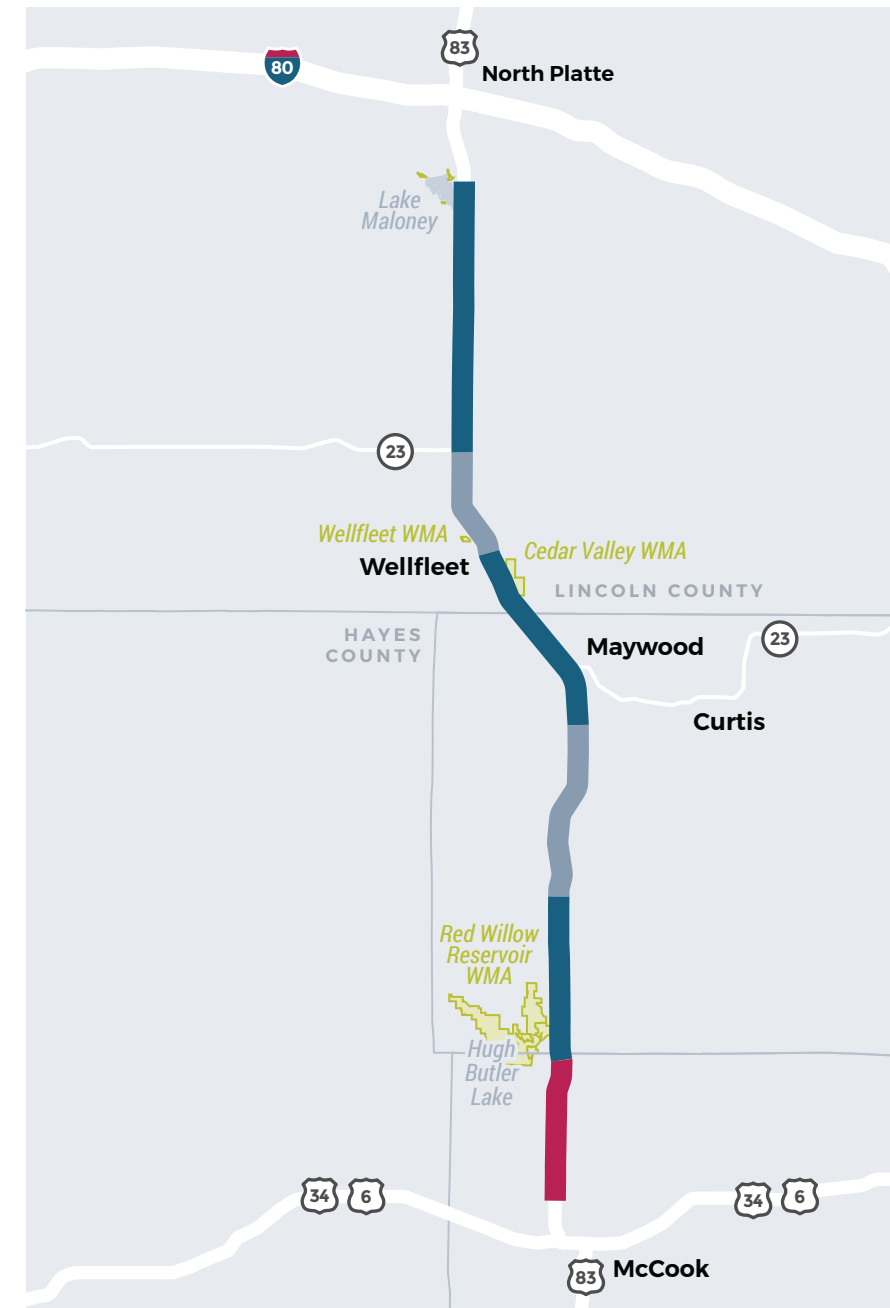 83
North Platte
80
Lake
Maloney
23
Wellfleet WMA
Cedar Valley WMA
Wellfleet
LINCOLN COUNTY
HAYES
COUNTY
Maywood
23
Curtis
Red Willow
Reservoir
WMA
Hugh
Butler
Lake
34
6
34
6
83
McCook